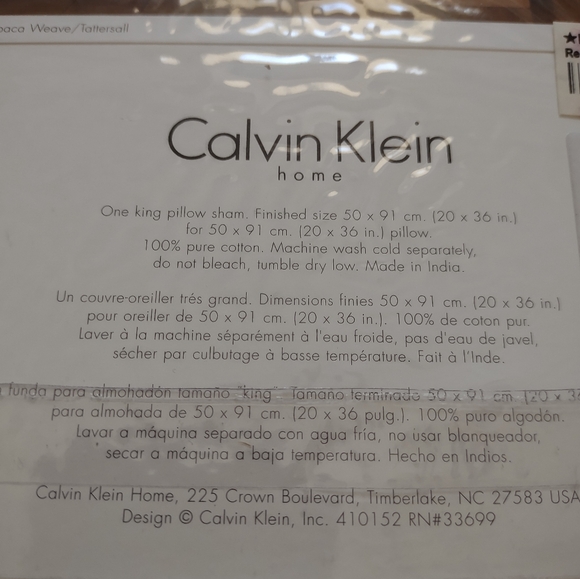 paca Weave/Tattersall
Calvin Klein
home
One king pillow sham. Finished size 50 x 91 cm. (20 x 36 in.)
for 50 x 91 cm. (20 x 36 in.) pillow.
100% pure cotton. Machine wash cold separately,
do not bleach, tumble dry low. Made in India.
Un couvre-oreiller trés grand. Dimensions finies 50 x 91 cm. (20 x 36 in.)
pour oreiller de 50 x 91 cm. (20 x 36 in.). 100% de coton pur.
Laver à la machine séparément à l'eau froide, pas d'eau de javel,
sécher par culbutage à basse température. Fait à l'Inde.
funda para almohadón tamaño "king" Tamaño terminado 50 x 91 cm. (20 x 36
para almohada de 50 x 91 cm. (20 x 36 pulg.). 100% puro algodón.
Lavar a máquina separado con agua fría, no usar blanqueador,
secar a máquina a baja temperatura. Hecho en Indios.
Calvin Klein Home, 225 Crown Boulevard, Timberlake, NC 27583 USA
Design © Calvin Klein, Inc. 410152 RN#33699